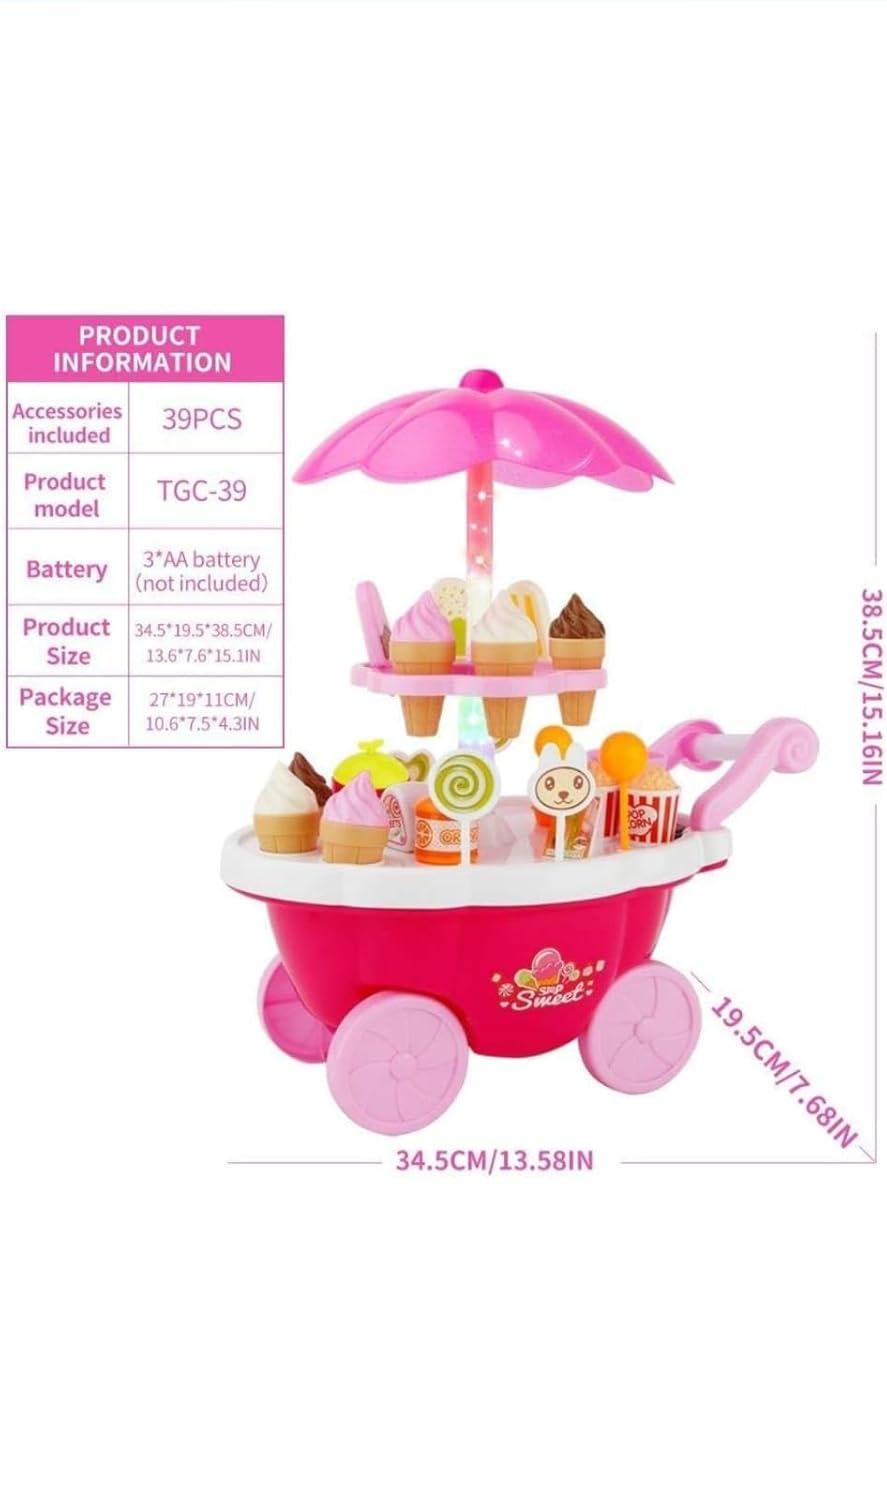 PRODUCT
INFORMATION
Accessories
included
39PCS
Product
model
TGC-39
Battery
3*AA battery
(not included)
Product
Size
34.5*19.5*38.5CM/
13.6*7.6*15.1IN
Package
Size
27*19*11CM/
10.6*7.5*4.3IN
38.5CM/15.16IN
POP
CORN
Sweet
19.5CM/7.68IN
34.5CM/13.58IN